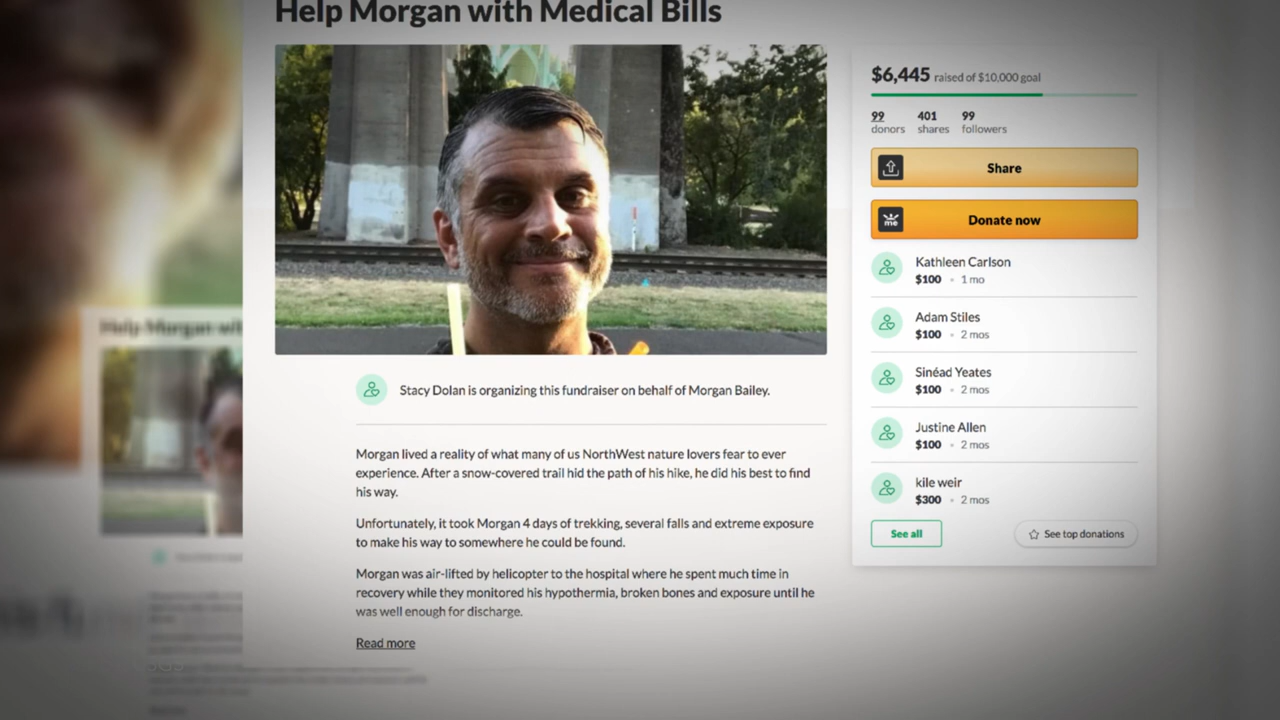 Help Morgan with Medical Bills
$6,445 raised of $10,000 goal
99 401 99
donors shares followers
Share
me Donate now
Kathleen Carlson
$100 • 1 mo
Adam Stiles
$100 • 2 mos
Sinéad Yeates
$100 • 2 mos
Justine Allen
$100 • 2 mos
kile weir
$300 • 2 mos
See all See top donations
Stacy Dolan is organizing this fundraiser on behalf of Morgan Bailey.
Morgan lived a reality of what many of us NorthWest nature lovers fear to ever
experience. After a snow-covered trail hid the path of his hike, he did his best to find
his way.
Unfortunately, it took Morgan 4 days of trekking, several falls and extreme exposure
to make his way to somewhere he could be found.
Morgan was air-lifted by helicopter to the hospital where he spent much time in
recovery while they monitored his hypothermia, broken bones and exposure until he
was well enough for discharge.
Read more
Help Morgan wit